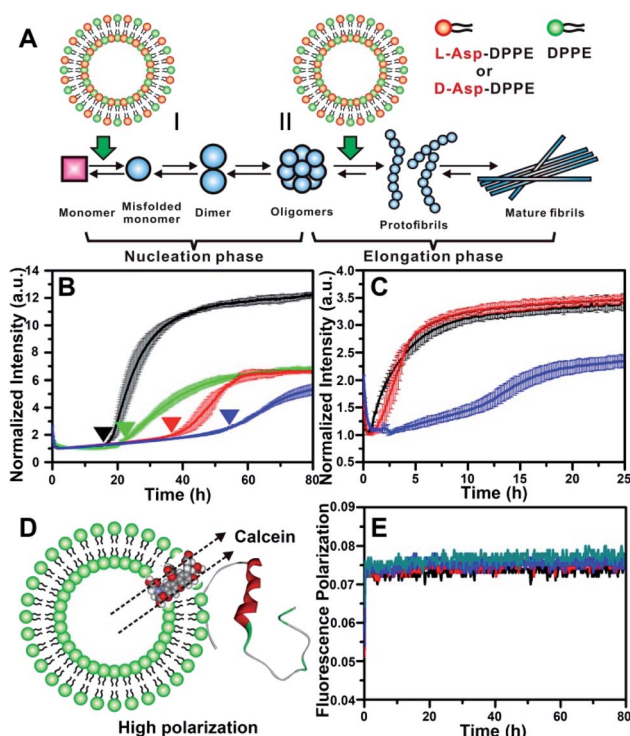 A
L-Asp-DPPE
or
D-Asp-DPPE
DPPE
I
II
Monomer
Misfolded
monomer
Dimer
Oligomers
Protofibrils
Mature fibrils
Nucleation phase
Elongation phase
B
Normalized Intensity (a.u.)
14
12
10
8
6
4
2
0
0 20 40 60 80
Time (h)
C
Normalized Intensity (a.u.)
4.0
3.5
3.0
2.5
2.0
1.5
1.0
0.5
0 5 10 15 20 25
Time (h)
D
Calcein
High polarization
E
Fluorescence Polarization
0.09
0.08
0.07
0.06
0.05
0.04
0 20 40 60 80
Time (h)